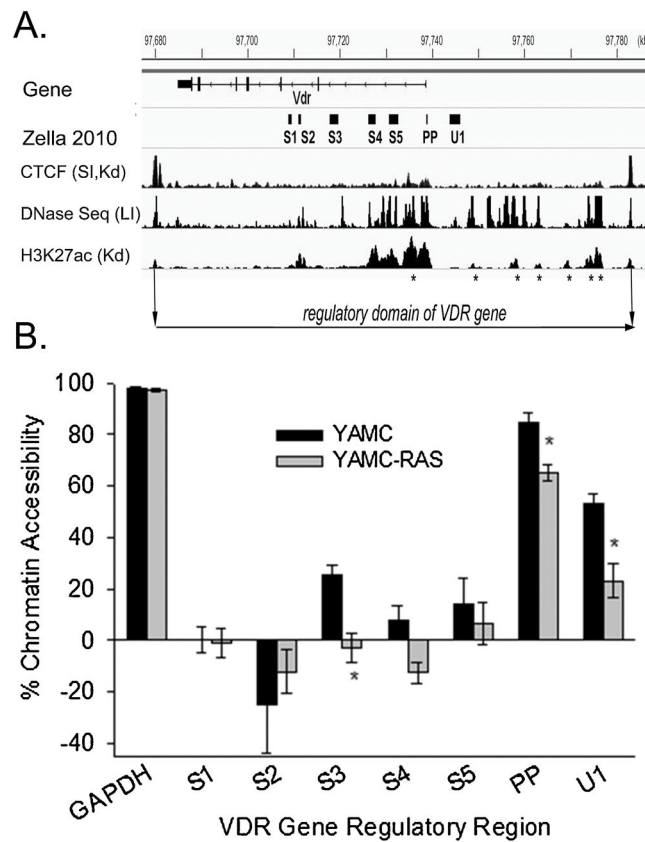 A.
97,680 97,700 97,720 97,740 97,760 97,780
Gene
Vdr
Zella 2010
S1 S2 S3 S4 S5 PP U1
CTCF (SI,Kd)
DNase Seq (LI)
H3K27ac (Kd)
* * * * * * *
regulatory domain of VDR gene
B.
% Chromatin Accessibility
100
80
60
40
20
0
-20
-40
YAMC
YAMC-RAS
*
*
*
GAPDH S1 S2 S3 S4 S5 PP U1
VDR Gene Regulatory Region